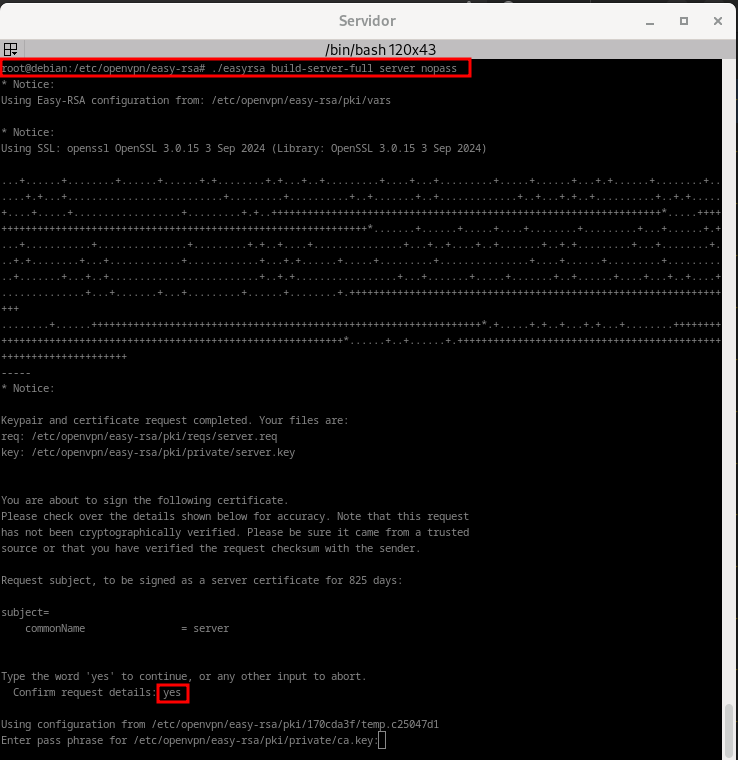 Servidor
/bin/bash 120x43
root@debian:/etc/openvpn/easy-rsa# ./easyrsa build-server-full server nopass
* Notice:
Using Easy-RSA configuration from: /etc/openvpn/easy-rsa/pki/vars
* Notice:
Using SSL: openssl OpenSSL 3.0.15 3 Sep 2024 (Library: OpenSSL 3.0.15 3 Sep 2024)
-----
* Notice:
Keypair and certificate request completed. Your files are:
req: /etc/openvpn/easy-rsa/pki/reqs/server.req
key: /etc/openvpn/easy-rsa/pki/private/server.key
You are about to sign the following certificate.
Please check over the details shown below for accuracy. Note that this request
has not been cryptographically verified. Please be sure it came from a trusted
source or that you have verified the request checksum with the sender.
Request subject, to be signed as a server certificate for 825 days:
subject=
    commonName                = server
Type the word 'yes' to continue, or any other input to abort.
  Confirm request details: yes
Using configuration from /etc/openvpn/easy-rsa/pki/170cda3f/temp.c25047d1
Enter pass phrase for /etc/openvpn/easy-rsa/pki/private/ca.key: